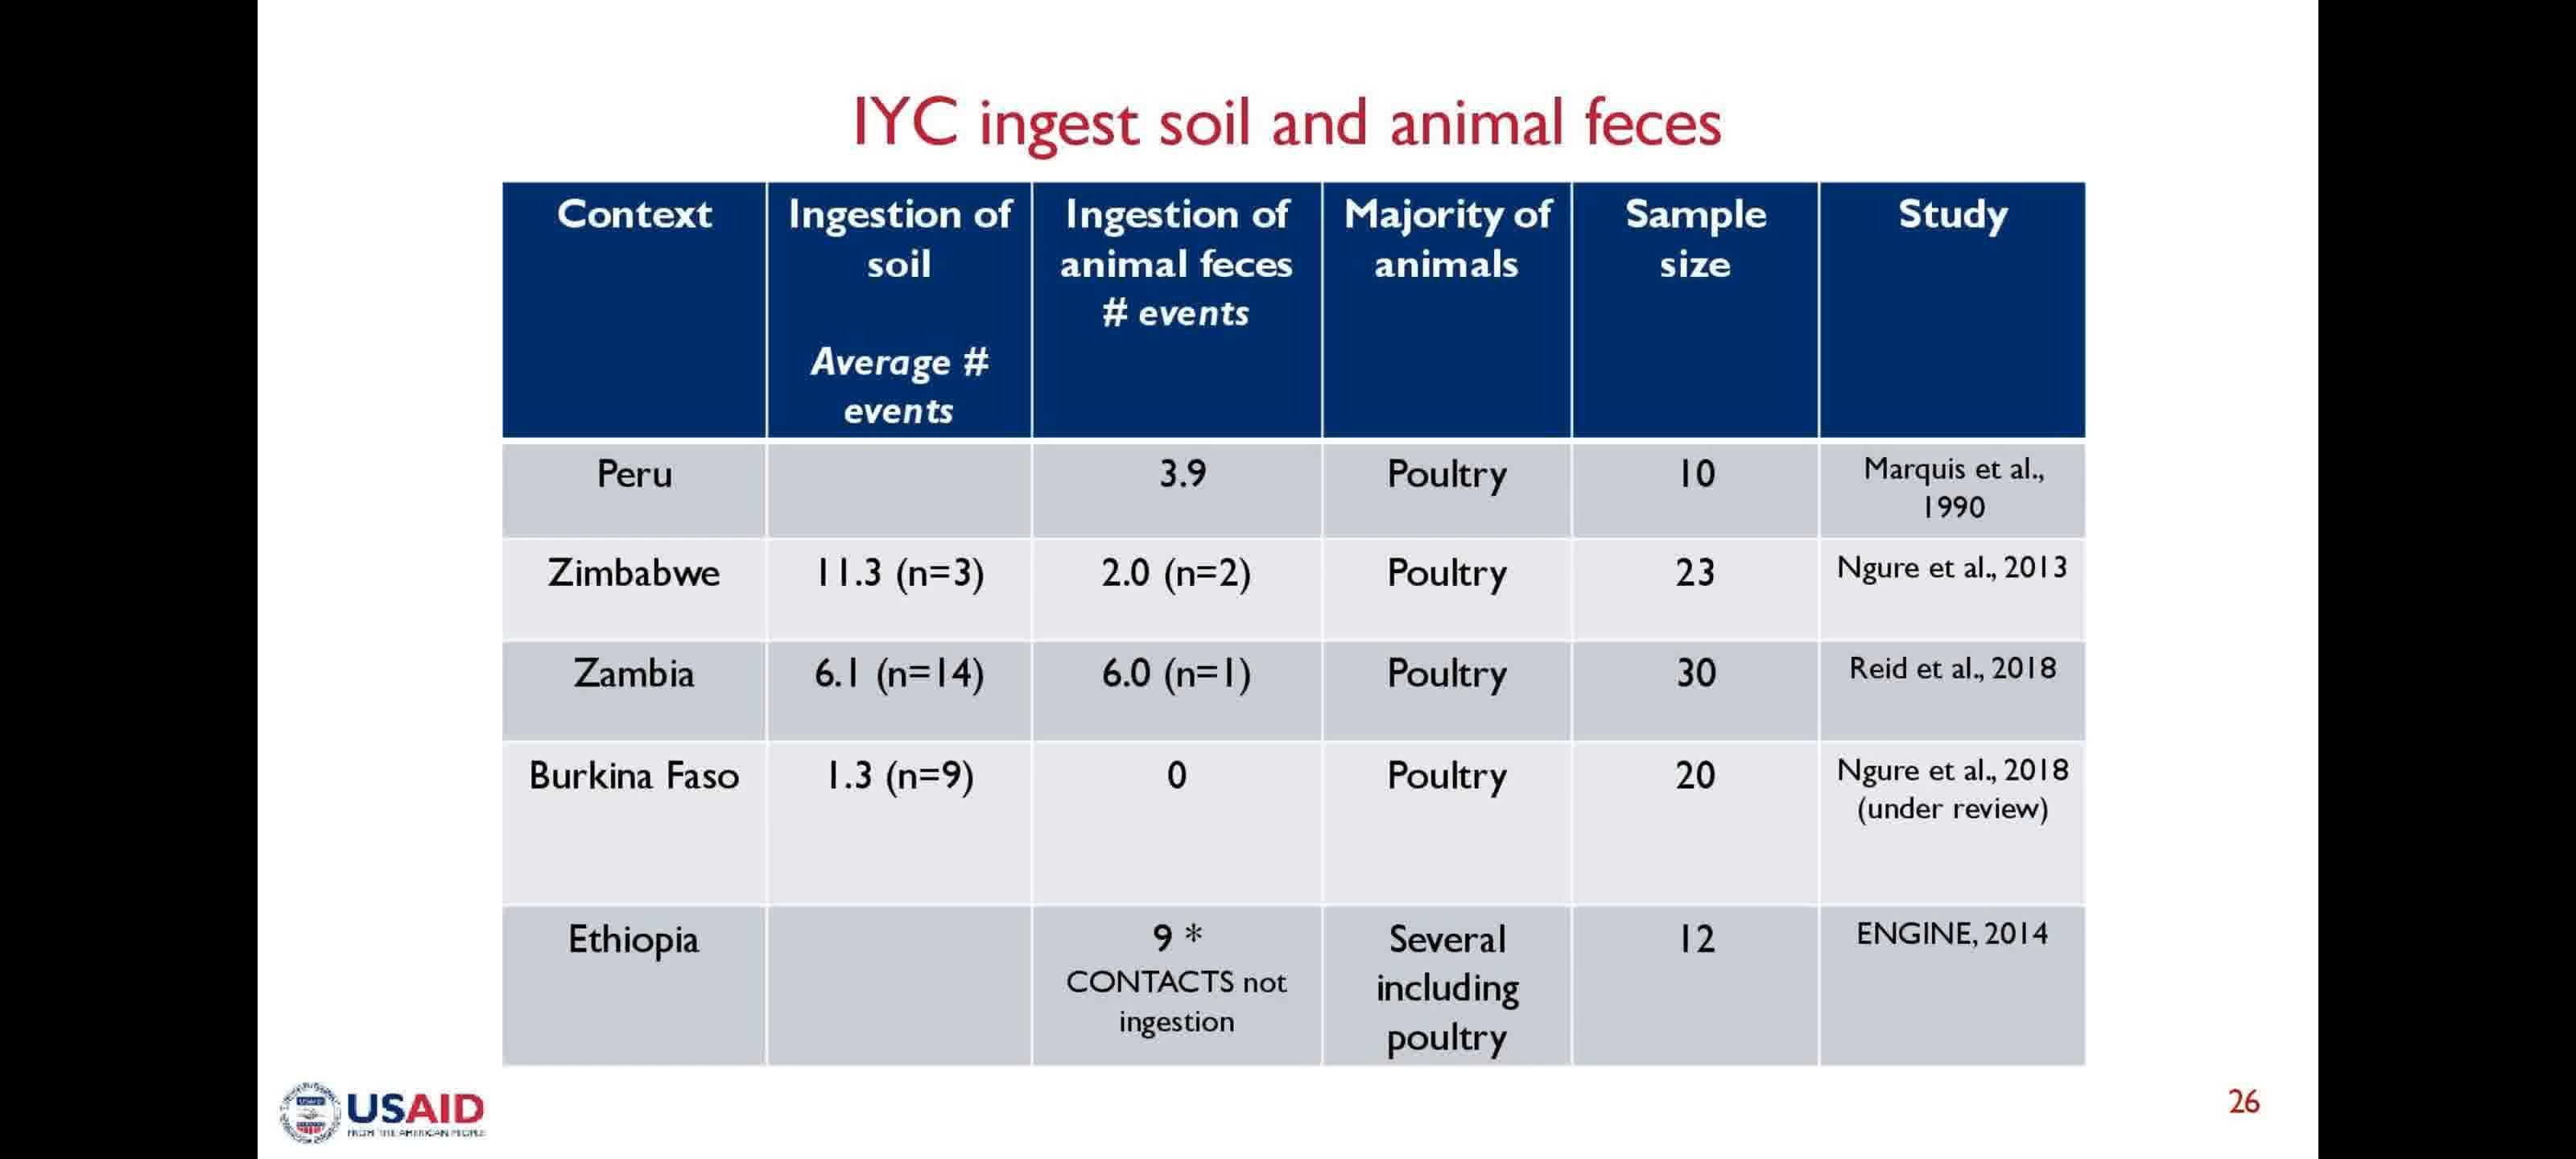 IYC ingest soil and animal feces
Context
Ingestion of
soil
Average #
events
Ingestion of
animal feces
# events
Majority of
animals
Sample
size
Study
Peru
3.9
Poultry
10
Marquis et al.,
1990
Zimbabwe
11.3 (n=3)
2.0 (n=2)
Poultry
23
Ngure et al., 2013
Zambia
6.1 (n=14)
6.0 (n=1)
Poultry
30
Reid et al., 2018
Burkina Faso
1.3 (n=9)
0
Poultry
20
Ngure et al., 2018
(under review)
Ethiopia
9 *
CONTACTS not
ingestion
Several
including
poultry
12
ENGINE, 2014
USAID
FROM THE AMERICAN PEOPLE
26